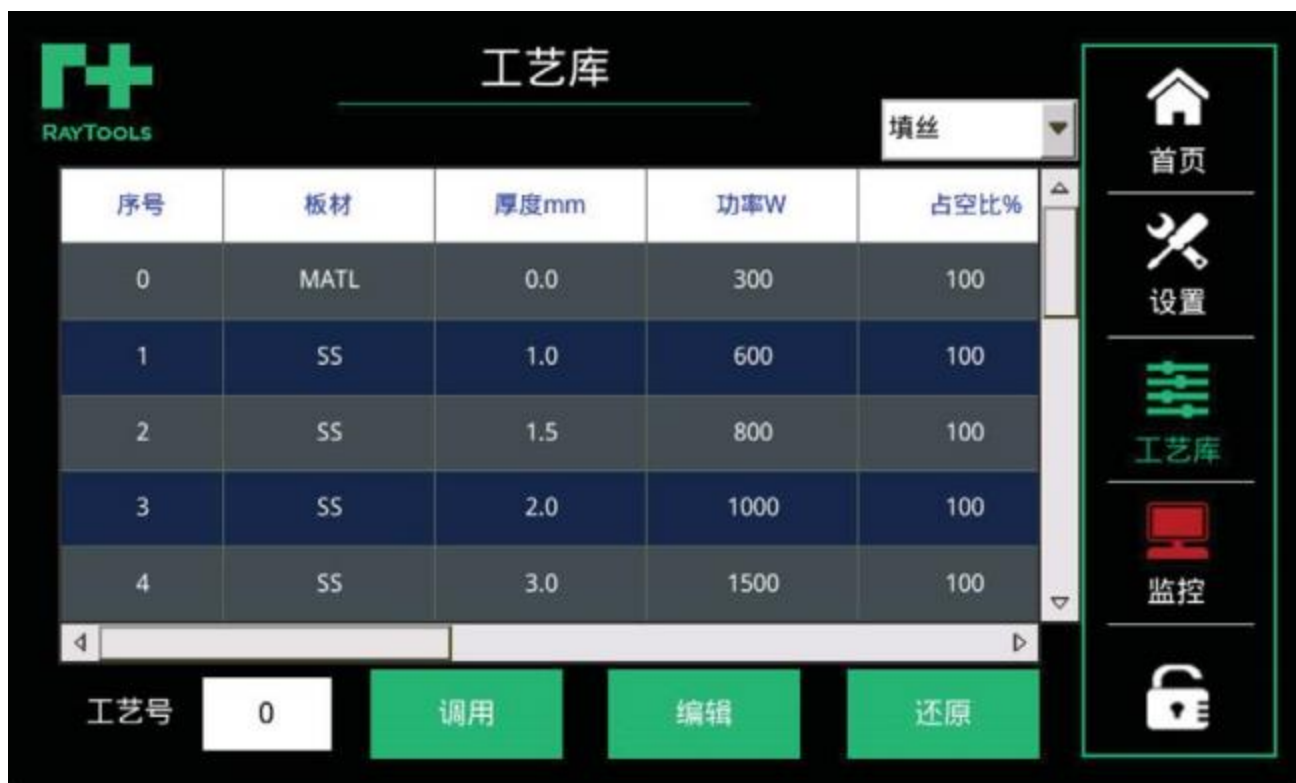 工艺库
RAYTOOLS
填丝
首页
序号 板材 厚度mm 功率W 占空比%
0 MATL 0.0 300 100
设置
1 SS 1.0 600 100
2 SS 1.5 800 100
工艺库
3 SS 2.0 1000 100
4 SS 3.0 1500 100
监控
工艺号 0 调用 编辑 还原